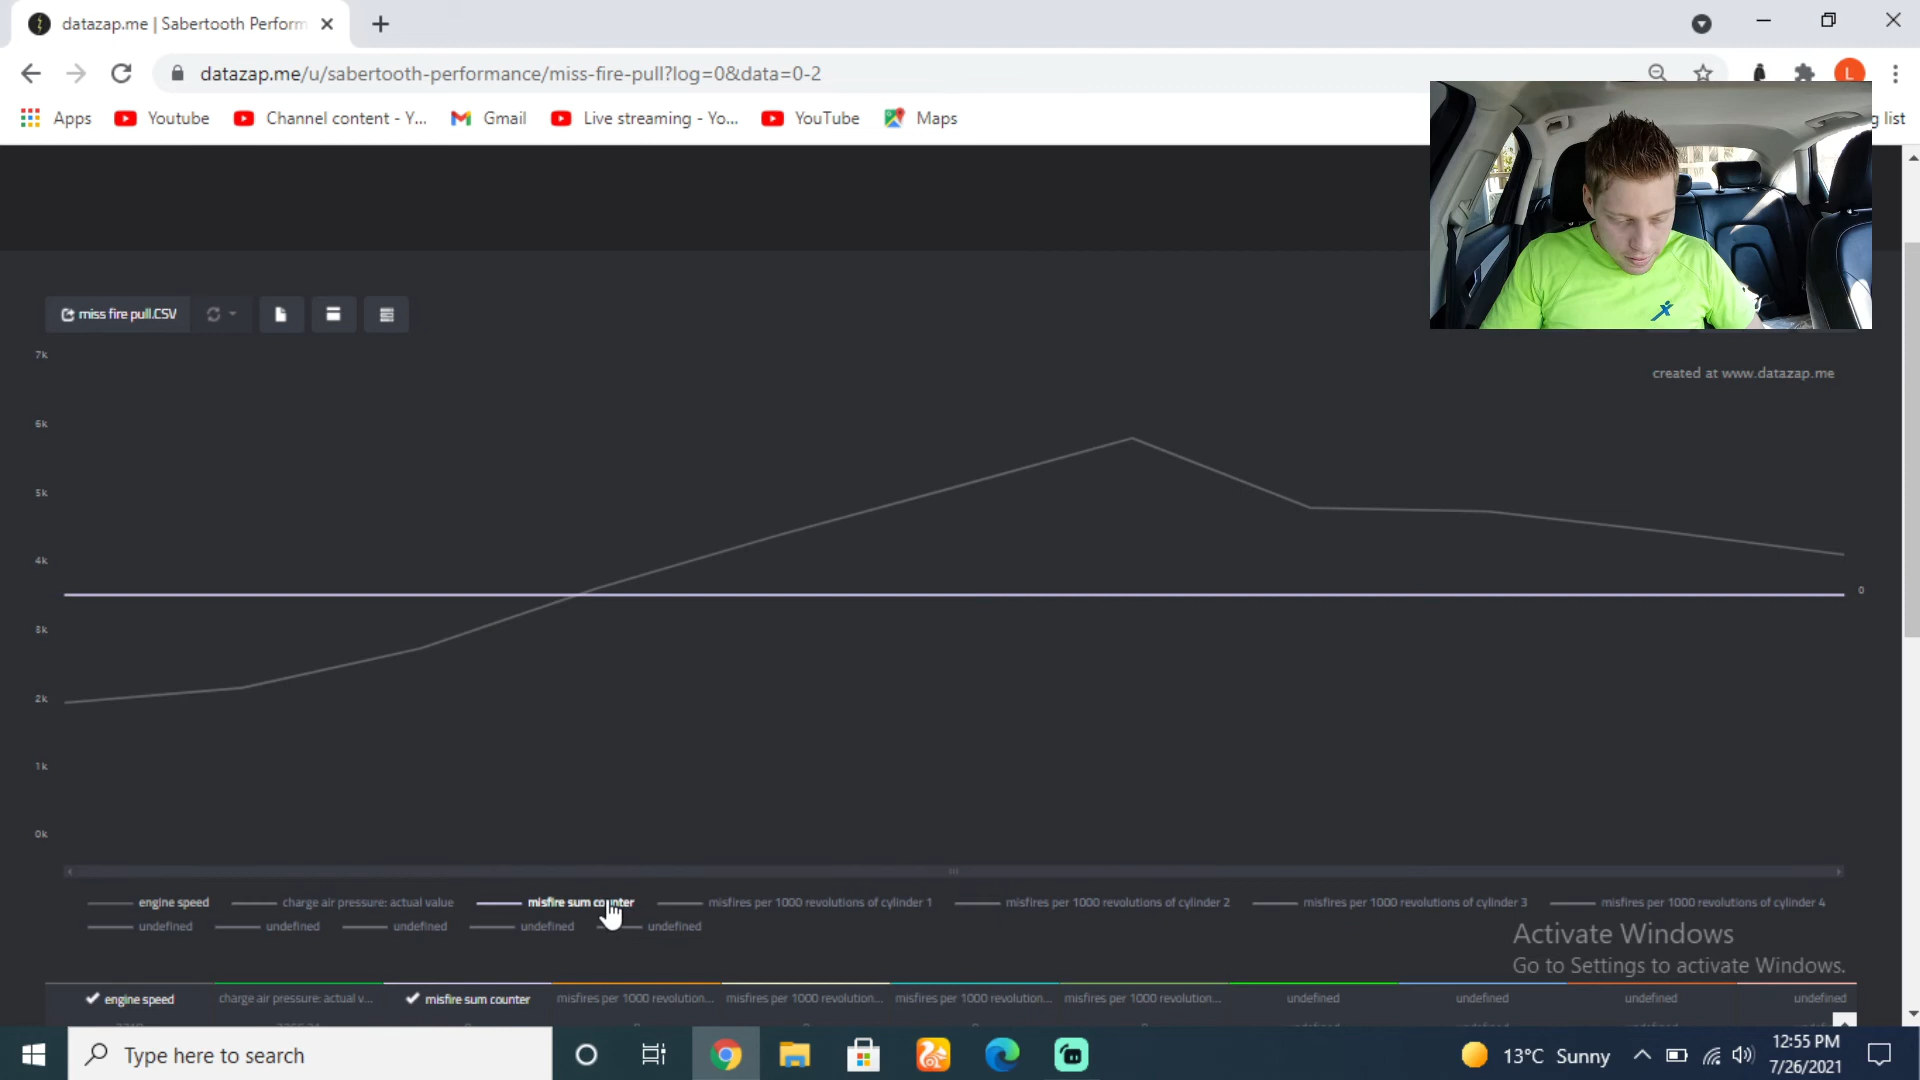 datazap.me | Sabertooth Perform
datazap.me/u/sabertooth-performance/miss-fire-pull?log=0&data=0-2
L
Apps Youtube Channel content - Y... Gmail Live streaming - Yo... YouTube Maps g list
miss fire pull.CSV
7k
created at www.datazap.me
6k
5k
4k
0
3k
2k
1k
0k
engine speed charge air pressure: actual value misfire sum counter misfires per 1000 revolutions of cylinder 1 misfires per 1000 revolutions of cylinder 2 misfires per 1000 revolutions of cylinder 3 misfires per 1000 revolutions of cylinder 4
undefined undefined undefined undefined undefined
Activate Windows
Go to Settings to activate Windows.
engine speed charge air pressure: actual v... misfire sum counter misfires per 1000 revolution... misfires per 1000 revolution... misfires per 1000 revolution... misfires per 1000 revolution... undefined undefined undefined undefined
Type here to search
13°C Sunny
12:55 PM
7/26/2021